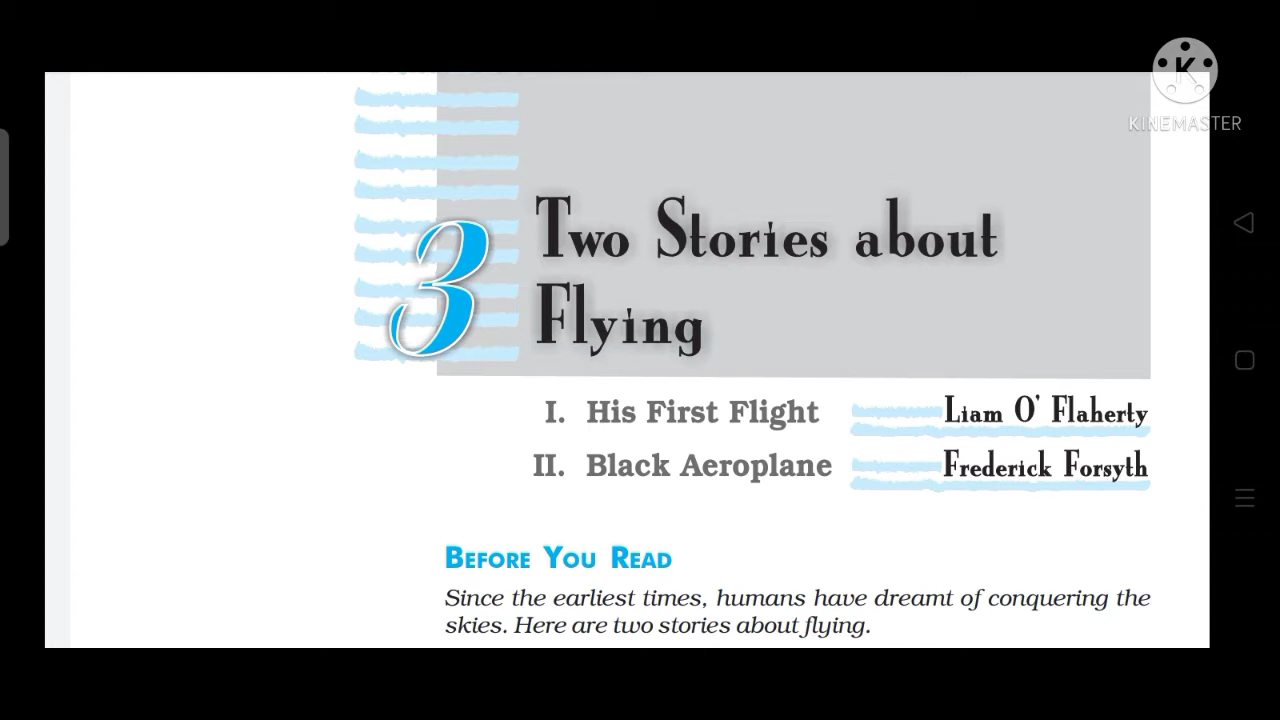 KINEMASTER
3
Two Stories about
Flying
I. His First Flight Liam O' Flaherty
II. Black Aeroplane Frederick Forsyth
Before You Read
Since the earliest times, humans have dreamt of conquering the
skies. Here are two stories about flying.